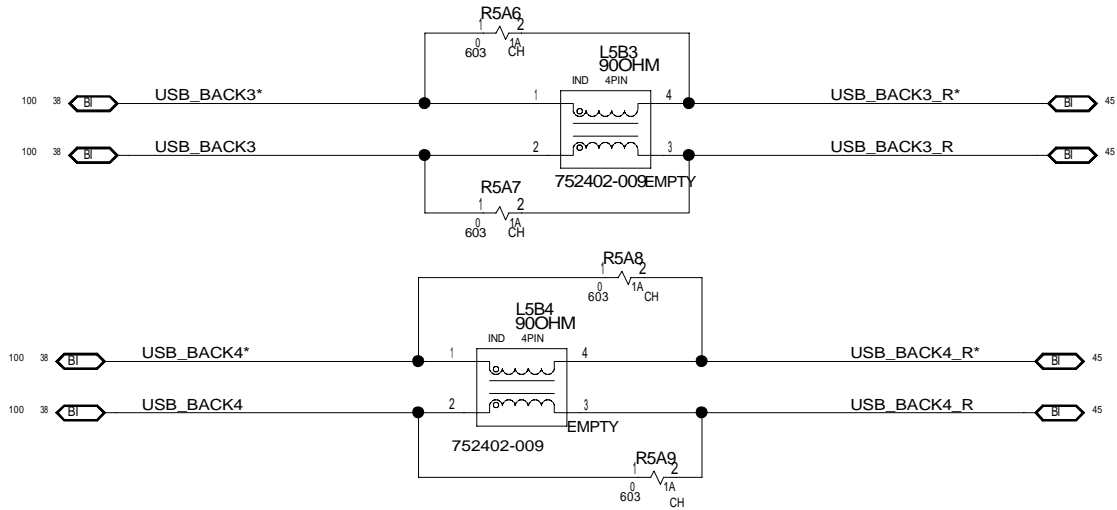 R5A6
1 2
0 1A
603 CH
L5B3
90OHM
IND 4PIN
100 38 BI USB_BACK3* 1 4 USB_BACK3_R* BI 45
100 38 BI USB_BACK3 2 3 USB_BACK3_R BI 45
752402-009 EMPTY
R5A7
1 2
0 1A
603 CH
R5A8
1 2
0 1A
603 CH
L5B4
90OHM
IND 4PIN
100 38 BI USB_BACK4* 1 4 USB_BACK4_R* BI 45
100 38 BI USB_BACK4 2 3 USB_BACK4_R BI 45
EMPTY
752402-009
R5A9
1 2
0 1A
603 CH